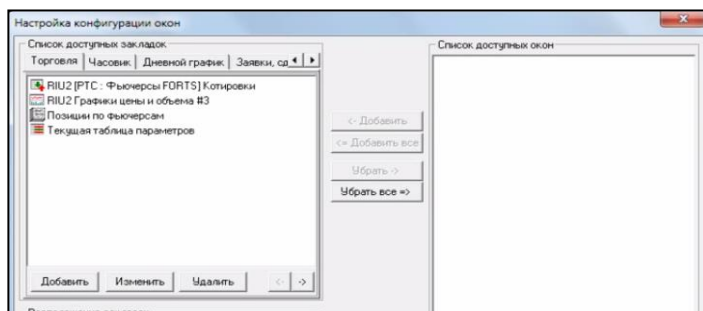 Настройка конфигурации окон
Список доступных закладок
Торговля Часовик Дневной график Заявки, сд
RIU2 [РТС : Фьючерсы FORTS] Котировки
RIU2 Графики цены и объема #3
Позиции по фьючерсам
Текущая таблица параметров
Добавить Изменить Удалить <- ->
<- Добавить
<= Добавить все
Убрать ->
Убрать все =>
Список доступных окон